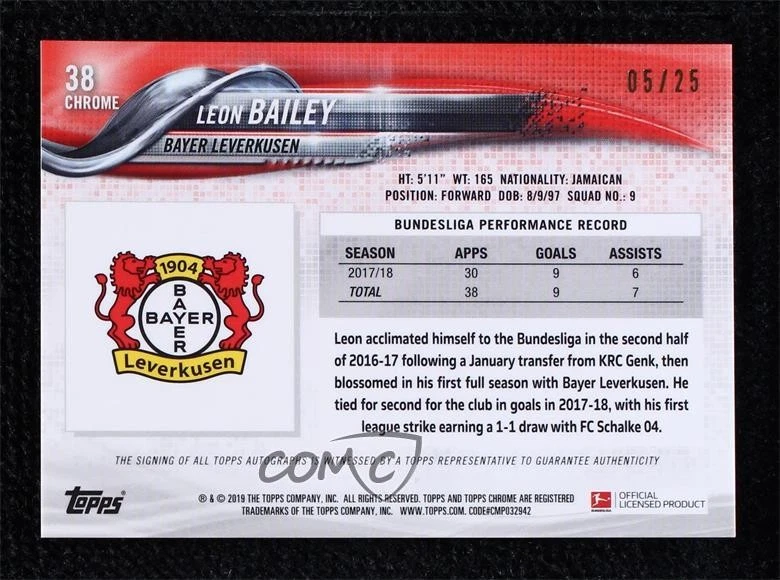 38
CHROME
LEON BAILEY
BAYER LEVERKUSEN
05/25
HT: 5'11" WT: 165 NATIONALITY: JAMAICAN
POSITION: FORWARD DOB: 8/9/97 SQUAD NO.: 9
BUNDESLIGA PERFORMANCE RECORD
SEASON APPS GOALS ASSISTS
2017/18 30 9 6
TOTAL 38 9 7
1904
BAYER
BAYER
Leverkusen
Leon acclimated himself to the Bundesliga in the second half
of 2016-17 following a January transfer from KRC Genk, then
blossomed in his first full season with Bayer Leverkusen. He
tied for second for the club in goals in 2017-18, with his first
league strike earning a 1-1 draw with FC Schalke 04.
THE SIGNING OF ALL TOPPS AUTOGRAPHS IS WITNESSED BY A TOPPS REPRESENTATIVE TO GUARANTEE AUTHENTICITY
COMC
Topps
® & © 2019 THE TOPPS COMPANY, INC. ALL RIGHTS RESERVED. TOPPS AND TOPPS CHROME ARE REGISTERED
TRADEMARKS OF THE TOPPS COMPANY, INC. WWW.TOPPS.COM. CODE#CMP032942
BUNDESLIGA
OFFICIAL
LICENSED PRODUCT